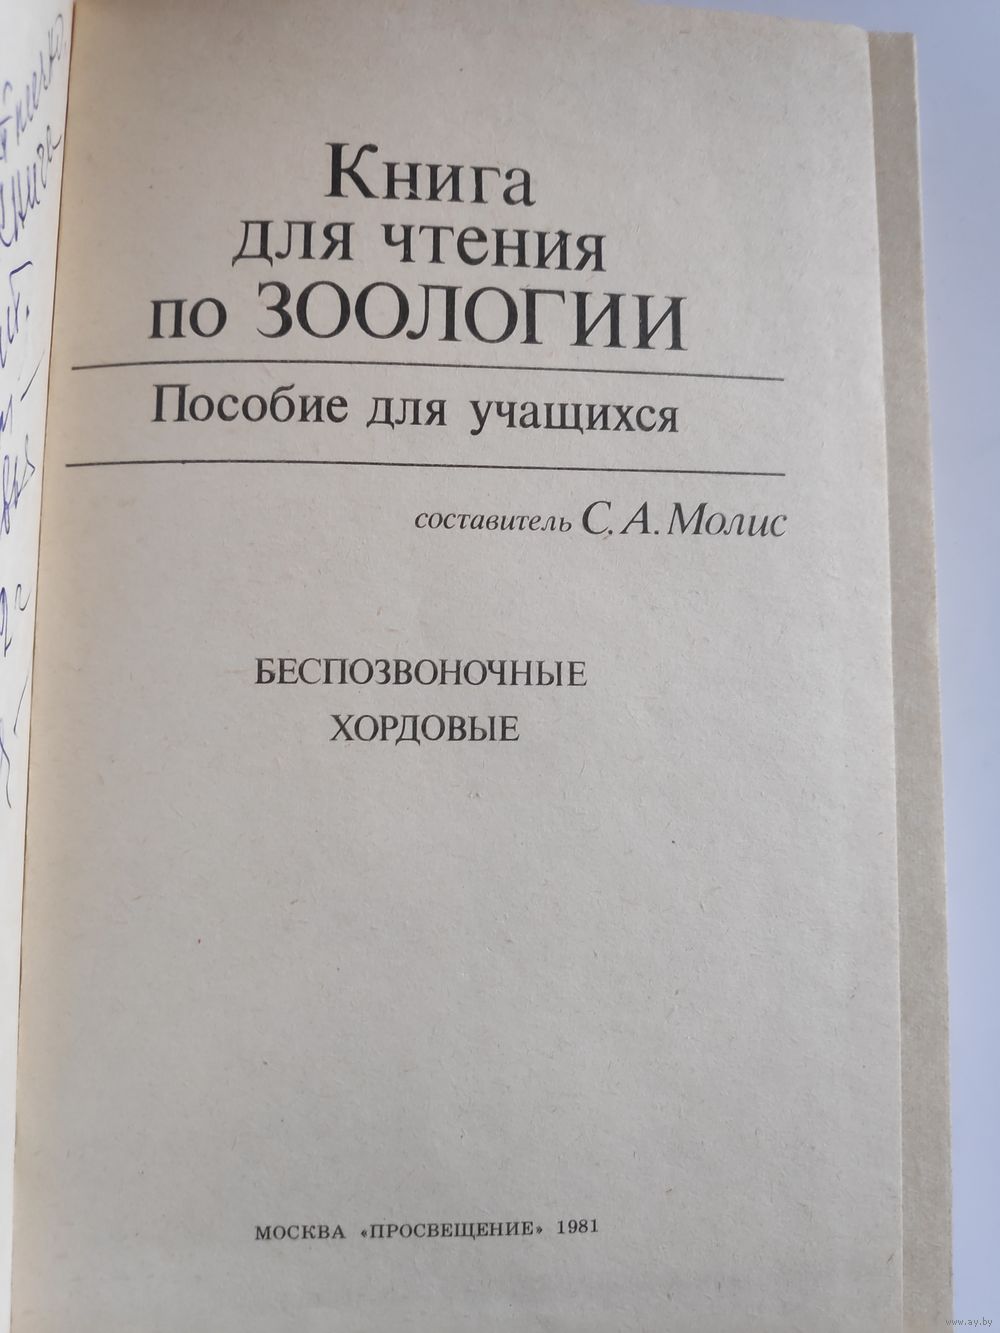 Книга
для чтения
по ЗООЛОГИИ
Пособие для учащихся
составитель С. А. Молис
БЕСПОЗВОНОЧНЫЕ
ХОРДОВЫЕ
МОСКВА «ПРОСВЕЩЕНИЕ» 1981
www.ay.by